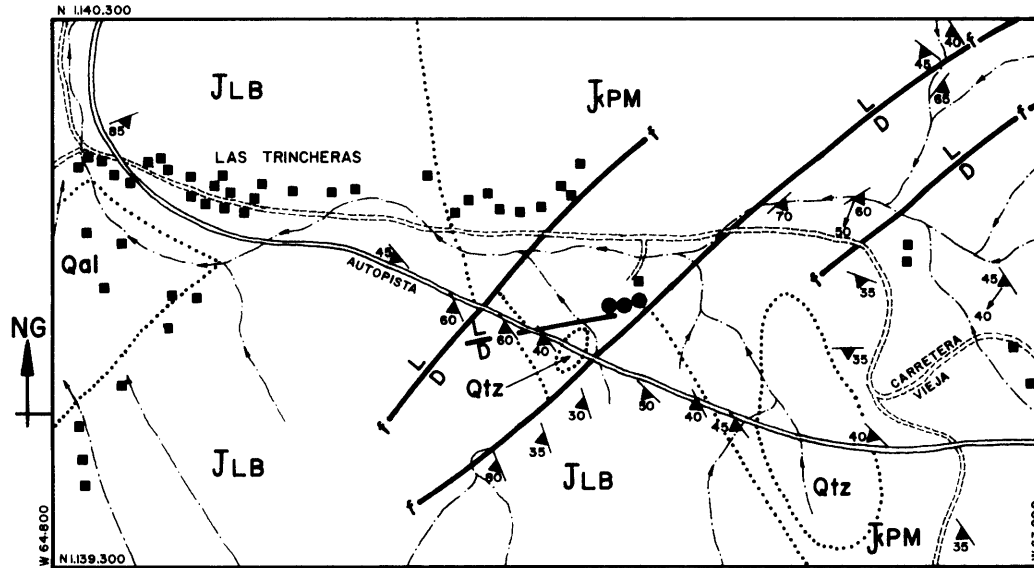 N 1.140.300
JLB
JKPM
LAS TRINCHERAS
Qal
AUTOPISTA
NG
Qtz
CARRETERA
VIEJA
JLB
JLB
Qtz
JKPM
W 64.800
N 1.139.300
f
f
f
f
f
f
L
D
L
D
L
D
L
D
85
45
60
60
40
30
35
80
50
40
45
40
35
35
35
70
60
50
45
40
45
40
65